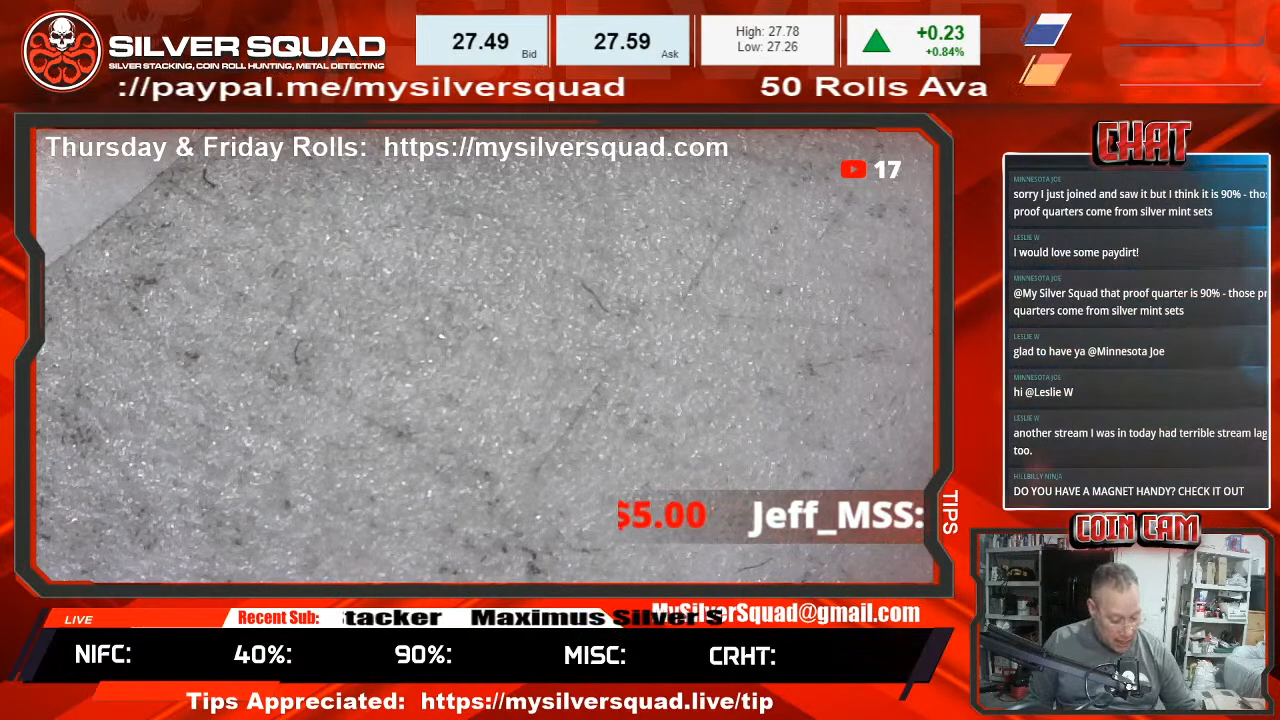 SILVER SQUAD
SILVER STACKING, COIN ROLL HUNTING, METAL DETECTING
27.49 Bid
27.59 Ask
High: 27.78
Low: 27.26
+0.23
+0.84%
://paypal.me/mysilversquad 50 Rolls Ava
Thursday & Friday Rolls: https://mysilversquad.com
17
CHAT
MINNESOTA JOE
sorry I just joined and saw it but I think it is 90% - thos
proof quarters come from silver mint sets
LESLIE W
I would love some paydirt!
MINNESOTA JOE
@My Silver Squad that proof quarter is 90% - those pr
quarters come from silver mint sets
LESLIE W
glad to have ya @Minnesota Joe
MINNESOTA JOE
hi @Leslie W
LESLIE W
another stream I was in today had terrible stream lag
too.
HILLBILLY NINJA
DO YOU HAVE A MAGNET HANDY? CHECK IT OUT
$5.00 Jeff_MSS:
TIPS
COIN CAM
LIVE
Recent Sub: tacker Maximus Silver S
MySilverSquad@gmail.com
NIFC: 40%: 90%: MISC: CRHT:
Tips Appreciated: https://mysilversquad.live/tip